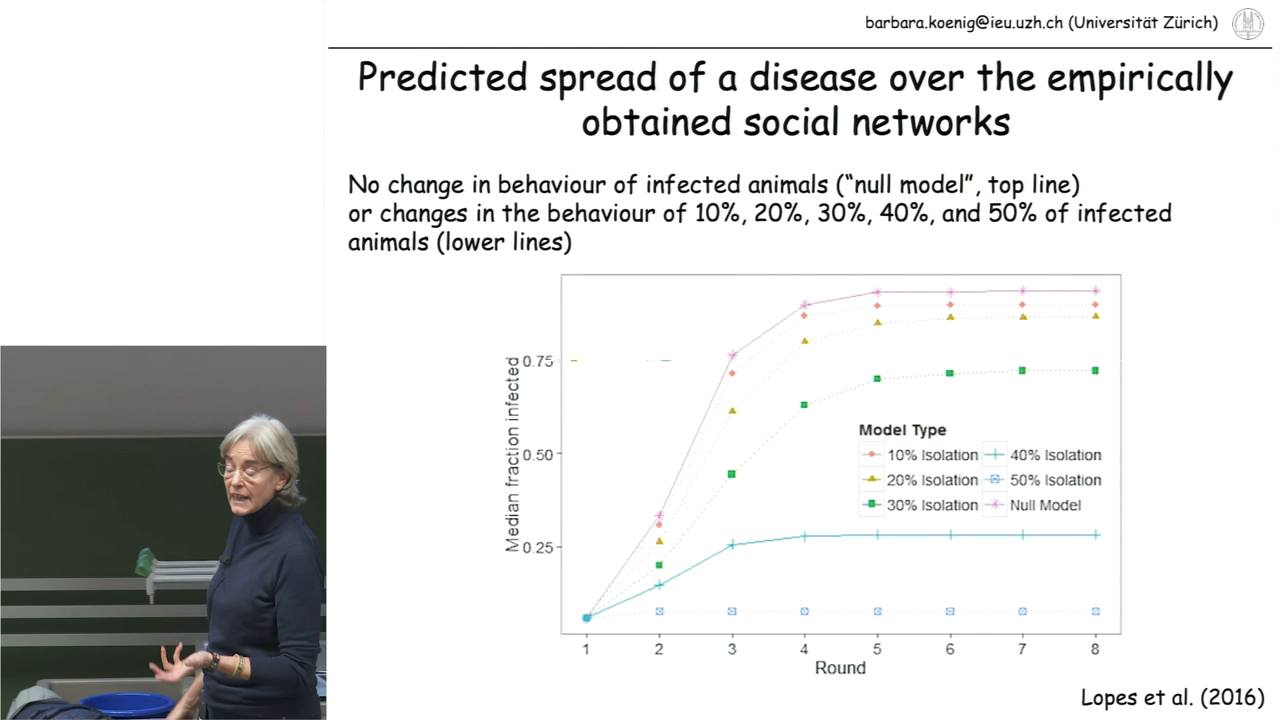 barbara.koenig@ieu.uzh.ch (Universität Zürich)
Predicted spread of a disease over the empirically
obtained social networks
No change in behaviour of infected animals (“null model”, top line)
or changes in the behaviour of 10%, 20%, 30%, 40%, and 50% of infected
animals (lower lines)
Median fraction infected
0.75
0.50
0.25
Model Type
10% Isolation
40% Isolation
20% Isolation
50% Isolation
30% Isolation
Null Model
1 2 3 4 5 6 7 8
Round
Lopes et al. (2016)